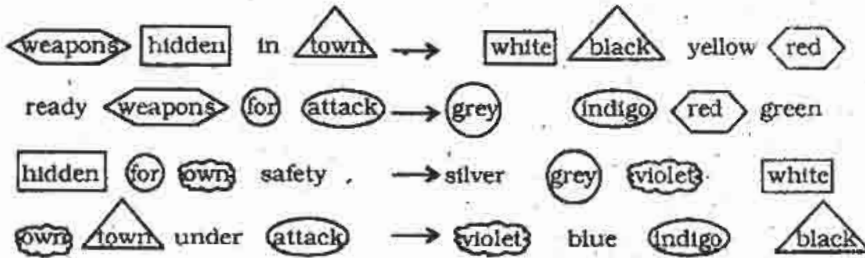 weapons hidden in town → white black yellow red
ready weapons for attack → grey indigo red green
hidden for own safety → silver grey violet white
own town under attack → violet blue indigo black